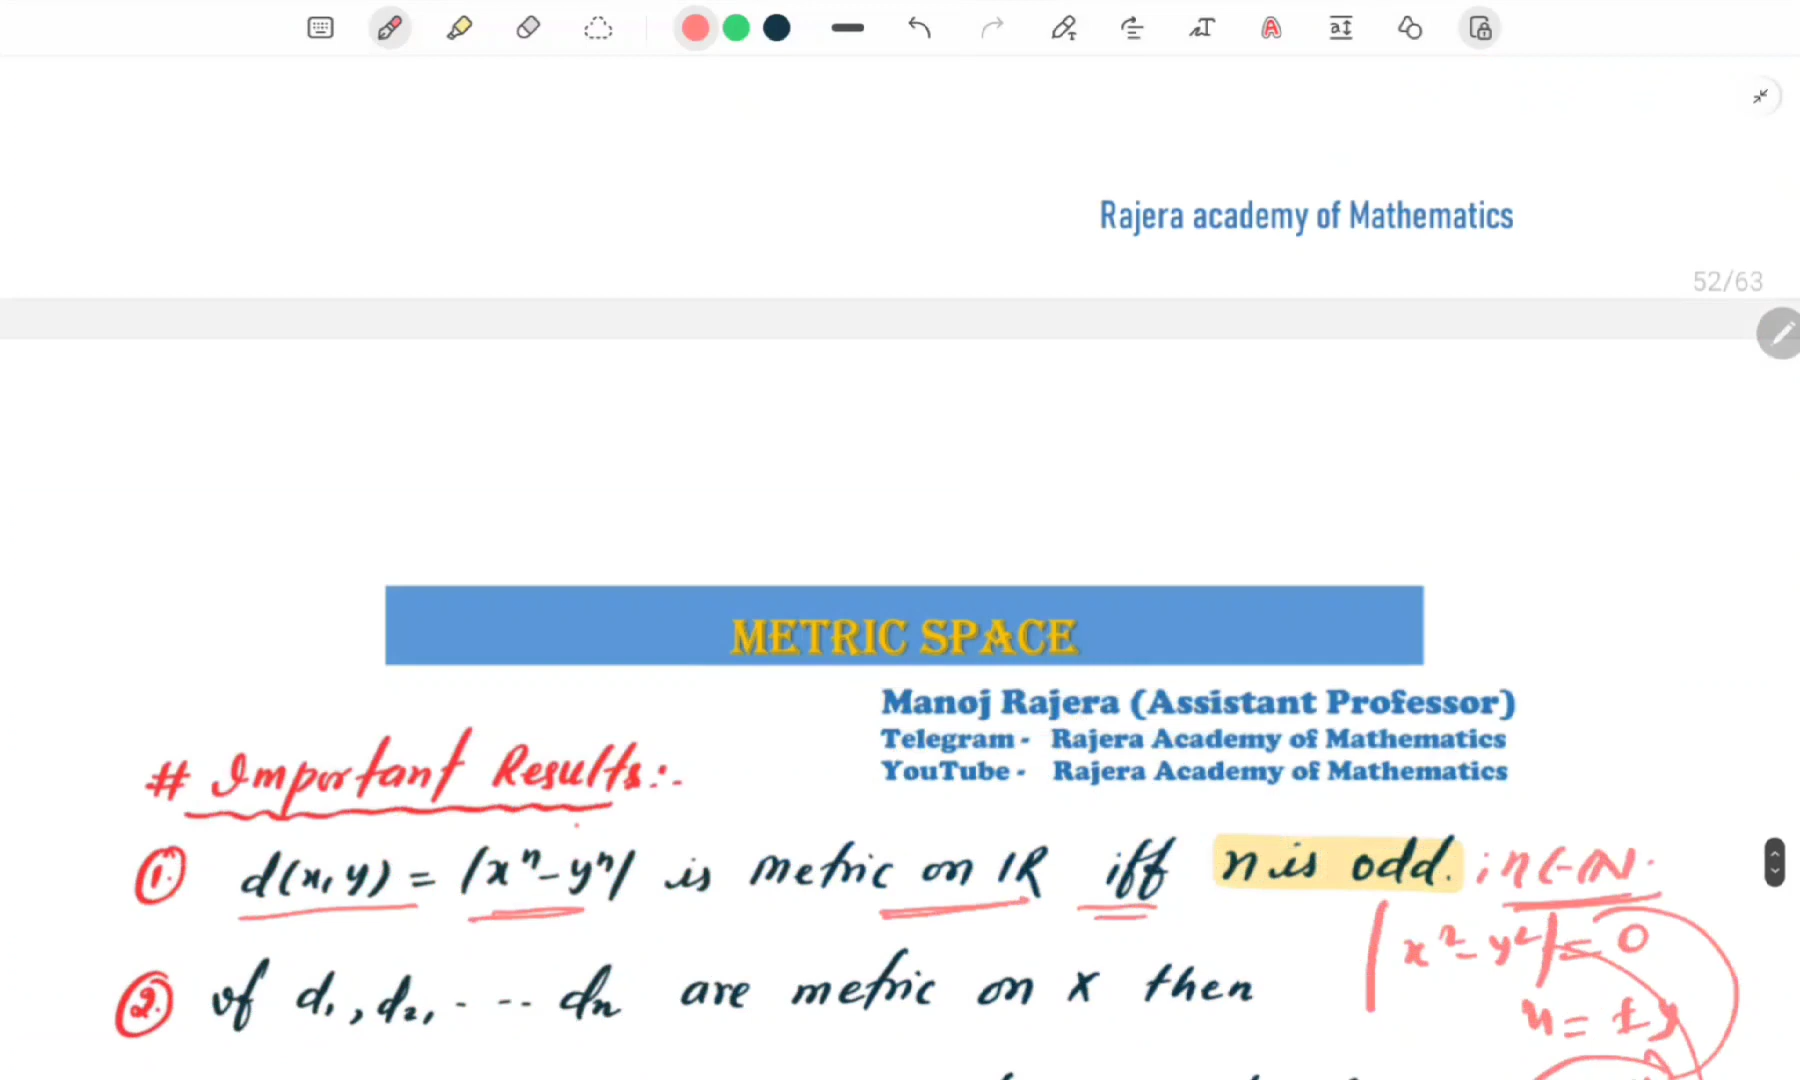 Rajera academy of Mathematics
52/63
METRIC SPACE
Manoj Rajera (Assistant Professor)
Telegram - Rajera Academy of Mathematics
YouTube - Rajera Academy of Mathematics
# Important Results:-
1. d(x, y) = |xⁿ - yⁿ| is metric on IR iff n is odd. ; n ∈ IN.
|x² - y²| = 0
x = ± y
2. If d₁, d₂, - - - dₙ are metric on X then